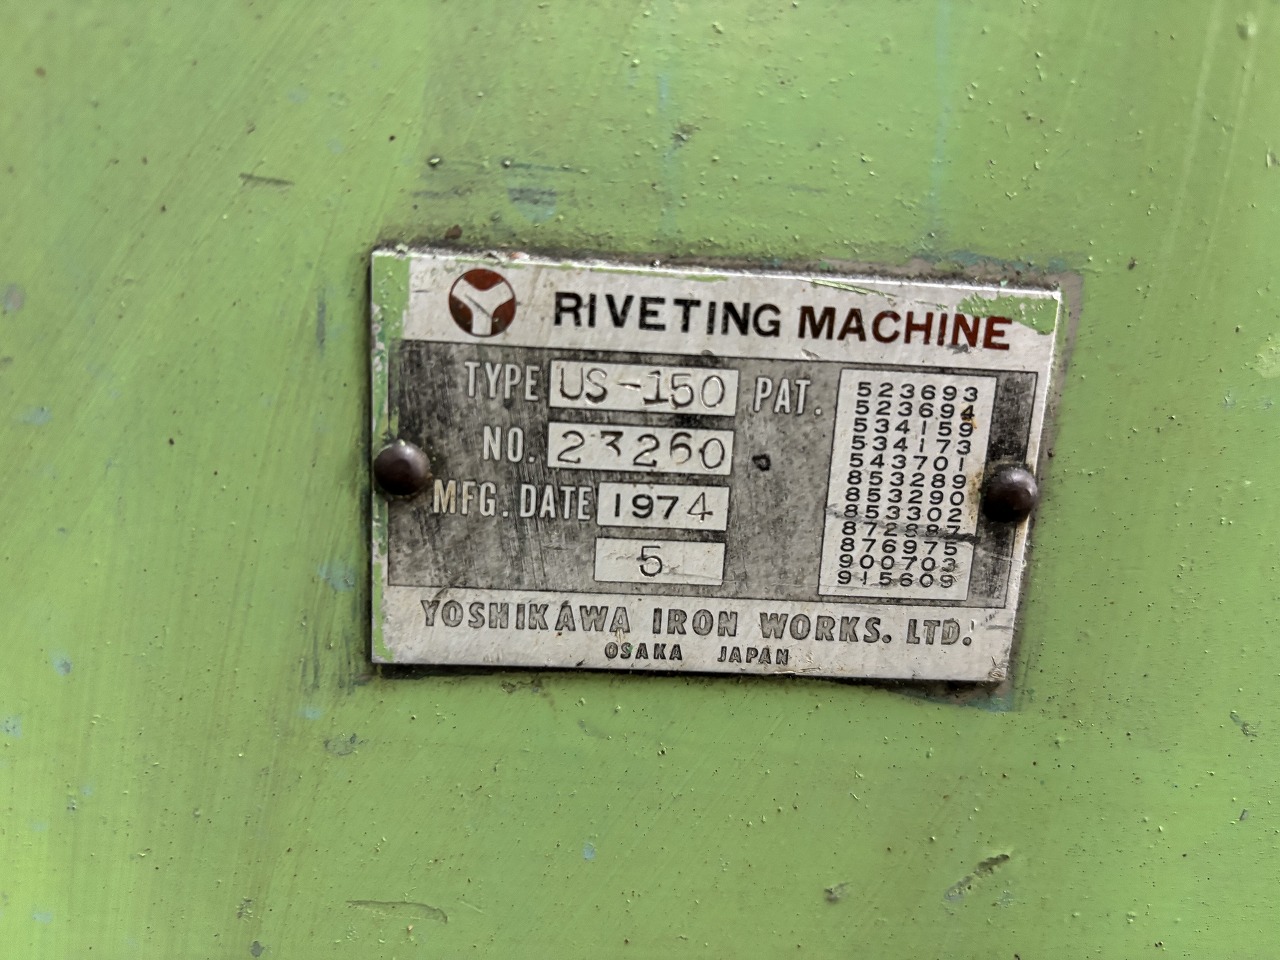 RIVETING MACHINE
TYPE US-150 PAT.
NO. 23260
MFG. DATE 1974
5
523693
523694
534159
534173
543701
853289
853290
853302
872887
876975
900703
915609
YOSHIKAWA IRON WORKS. LTD.
OSAKA JAPAN